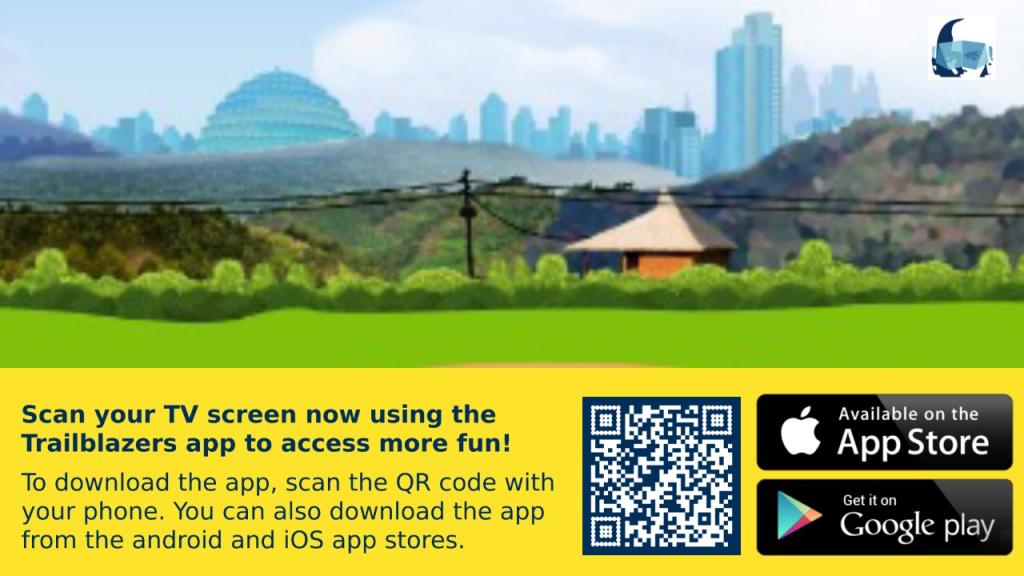 Scan your TV screen now using the
Trailblazers app to access more fun!
To download the app, scan the QR code with
your phone. You can also download the app
from the android and iOS app stores.
Available on the
App Store
Get it on
Google play